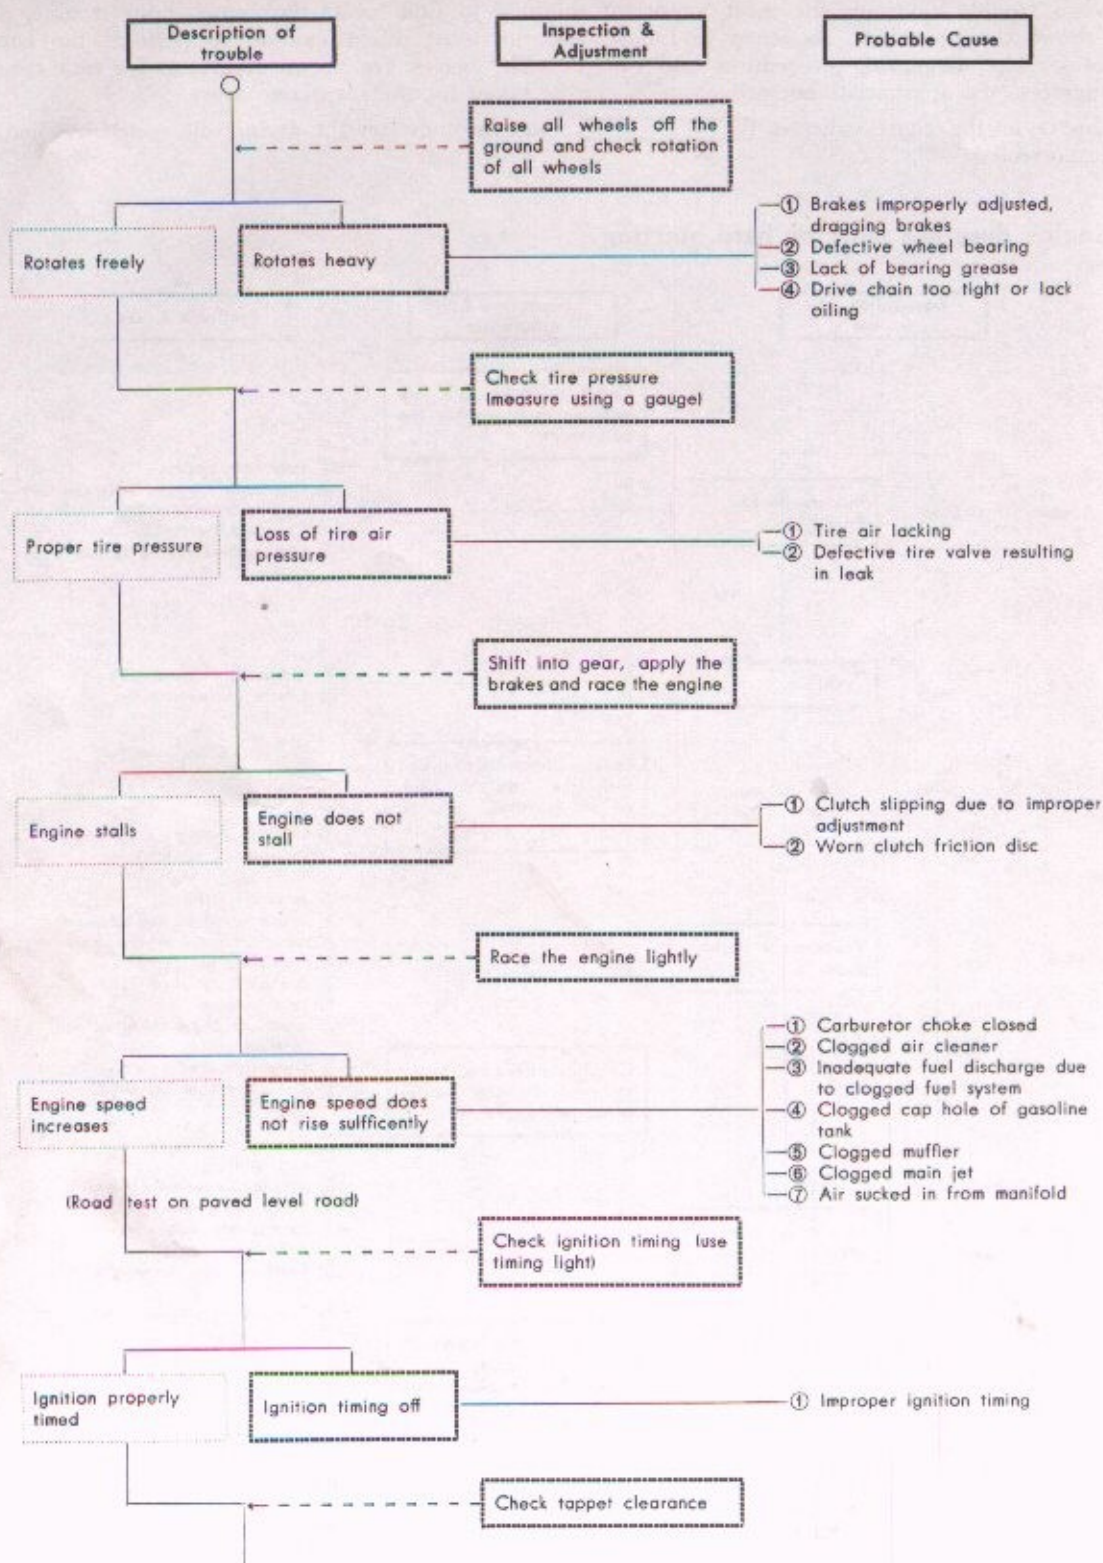 Description of
trouble
Inspection &
Adjustment
Probable Cause
Raise all wheels off the
ground and check rotation
of all wheels
Rotates freely
Rotates heavy
① Brakes improperly adjusted,
dragging brakes
② Defective wheel bearing
③ Lack of bearing grease
④ Drive chain too tight or lack
oiling
Check tire pressure
(measure using a gauge)
Proper tire pressure
Loss of tire air
pressure
① Tire air lacking
② Defective tire valve resulting
in leak
Shift into gear, apply the
brakes and race the engine
Engine stalls
Engine does not
stall
① Clutch slipping due to improper
adjustment
② Worn clutch friction disc
Race the engine lightly
Engine speed
increases
Engine speed does
not rise sulfficently
① Carburetor choke closed
② Clogged air cleaner
③ Inadequate fuel discharge due
to clogged fuel system
④ Clogged cap hole of gasoline
tank
⑤ Clogged muffler
⑥ Clogged main jet
⑦ Air sucked in from manifold
(Road test on paved level road)
Check ignition timing (use
timing light)
Ignition properly
timed
Ignition timing off
① Improper ignition timing
Check tappet clearance